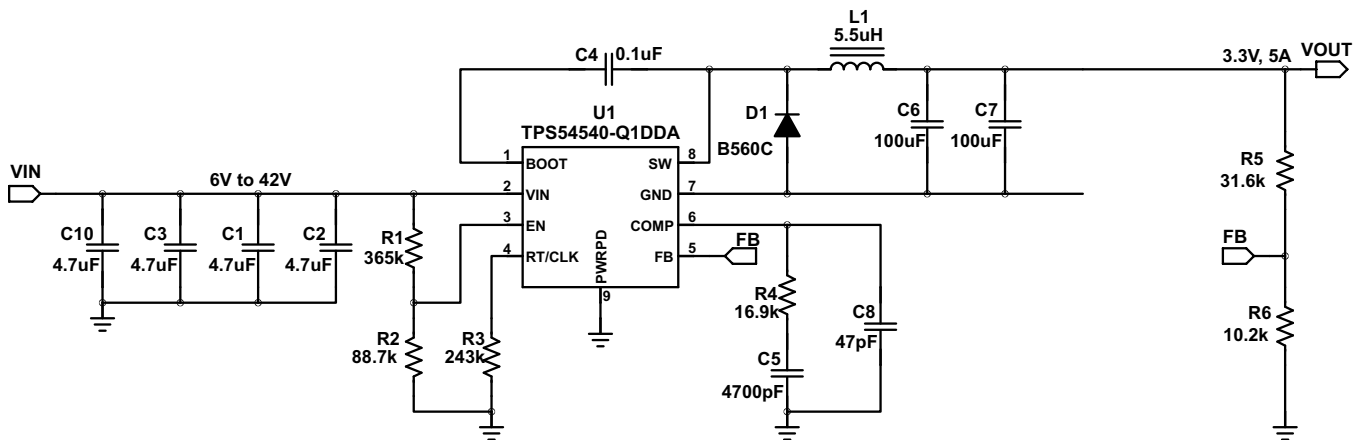 L1
5.5uH
C4
0.1uF
3.3V, 5A
VOUT
U1
TPS54540-Q1DDA
D1
B560C
C6
100uF
C7
100uF
1
BOOT
SW
8
VIN
6V to 42V
2
VIN
GND
7
R5
31.6k
3
EN
COMP
6
C10
4.7uF
C3
4.7uF
C1
4.7uF
C2
4.7uF
R1
365k
4
RT/CLK
PWRPD
FB
5
FB
FB
9
R4
16.9k
C8
47pF
R6
10.2k
R2
88.7k
R3
243k
C5
4700pF